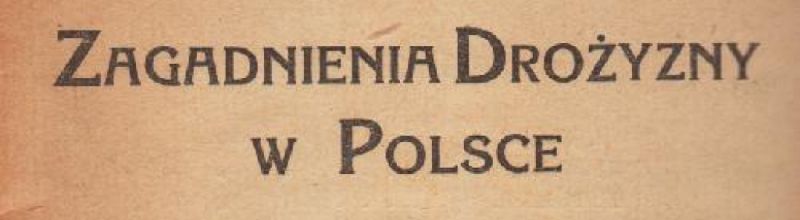 Zagadnienia Drożyzny
w Polsce